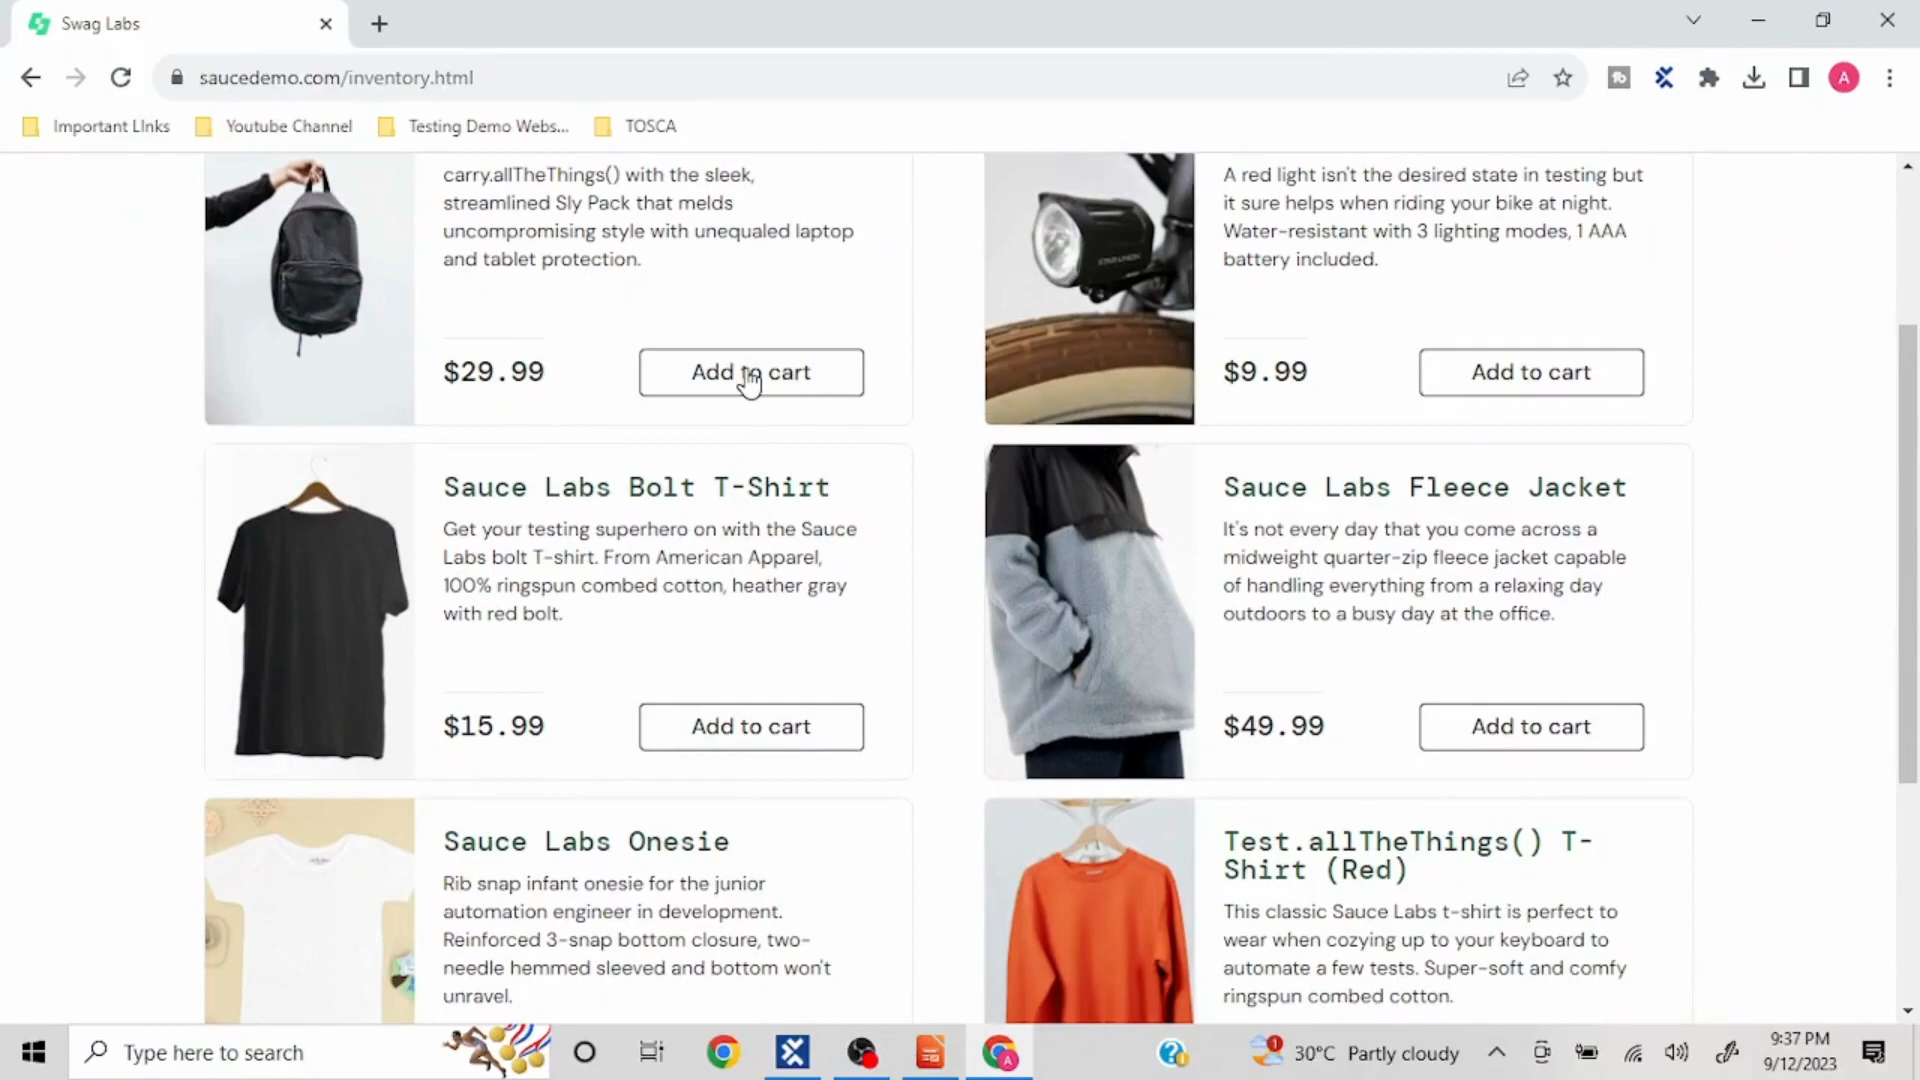 Swag Labs
saucedemo.com/inventory.html
A
Important LInks
Youtube Channel
Testing Demo Webs...
TOSCA
carry.allTheThings() with the sleek,
streamlined Sly Pack that melds
uncompromising style with unequaled laptop
and tablet protection.
$29.99
Add to cart
A red light isn't the desired state in testing but
it sure helps when riding your bike at night.
Water-resistant with 3 lighting modes, 1 AAA
battery included.
$9.99
Add to cart
Sauce Labs Bolt T-Shirt
Get your testing superhero on with the Sauce
Labs bolt T-shirt. From American Apparel,
100% ringspun combed cotton, heather gray
with red bolt.
$15.99
Add to cart
Sauce Labs Fleece Jacket
It's not every day that you come across a
midweight quarter-zip fleece jacket capable
of handling everything from a relaxing day
outdoors to a busy day at the office.
$49.99
Add to cart
Sauce Labs Onesie
Rib snap infant onesie for the junior
automation engineer in development.
Reinforced 3-snap bottom closure, two-
needle hemmed sleeved and bottom won't
unravel.
Test.allTheThings() T-
Shirt (Red)
This classic Sauce Labs t-shirt is perfect to
wear when cozying up to your keyboard to
automate a few tests. Super-soft and comfy
ringspun combed cotton.
Type here to search
1
30°C Partly cloudy
9:37 PM
9/12/2023